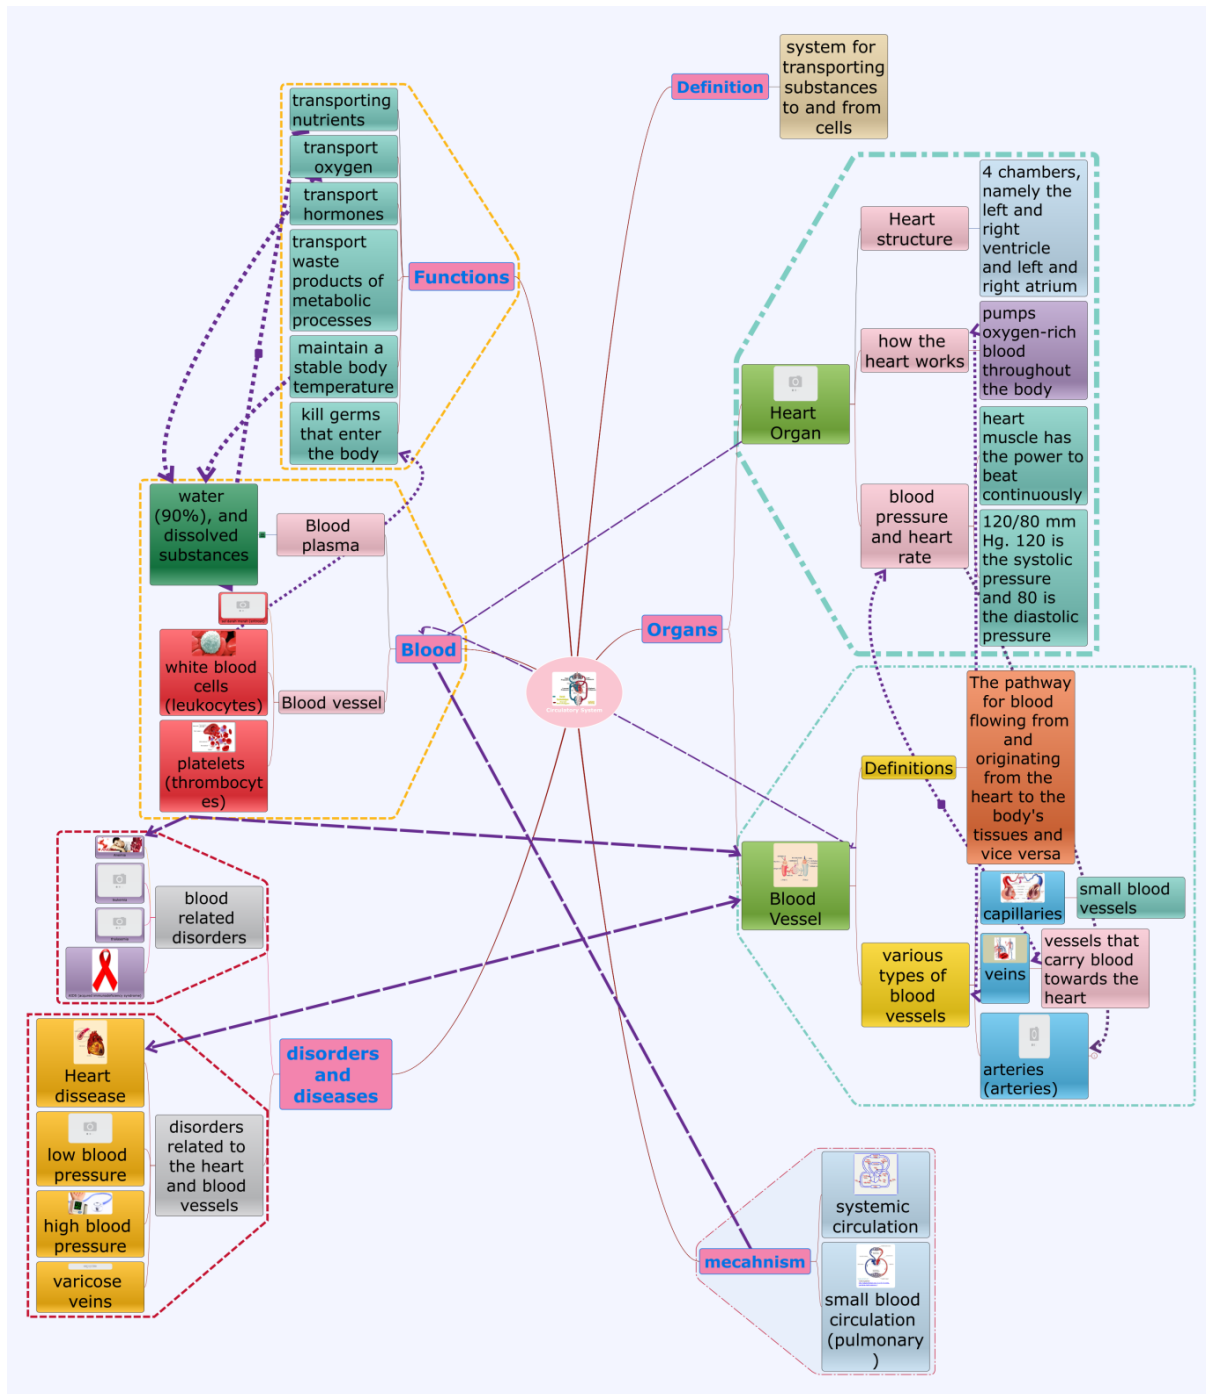 Definition
system for
transporting
substances
to and from
cells
Functions
transporting
nutrients
transport
oxygen
transport
hormones
transport
waste
products of
metabolic
processes
maintain a
stable body
temperature
kill germs
that enter
the body
Organs
Heart
Organ
Heart
structure
4 chambers,
namely the
left and
right
ventricle
and left and
right atrium
how the
heart works
pumps
oxygen-rich
blood
throughout
the body
blood
pressure
and heart
rate
heart
muscle has
the power to
beat
continuously
120/80 mm
Hg. 120 is
the systolic
pressure
and 80 is
the diastolic
pressure
Blood
Blood
plasma
water
(90%), and
dissolved
substances
Blood vessel
white blood
cells
(leukocytes)
platelets
(thrombocyt
es)
Circulatory System
Blood
Vessel
Definitions
The pathway
for blood
flowing from
and
originating
from the
heart to the
body's
tissues and
vice versa
various
types of
blood
vessels
capillaries
small blood
vessels
veins
vessels that
carry blood
towards the
heart
arteries
(arteries)
disorders
and
diseases
blood
related
disorders
disorders
related to
the heart
and blood
vessels
Heart
dissease
low blood
pressure
high blood
pressure
varicose
veins
mecahnism
systemic
circulation
small blood
circulation
(pulmonary
)